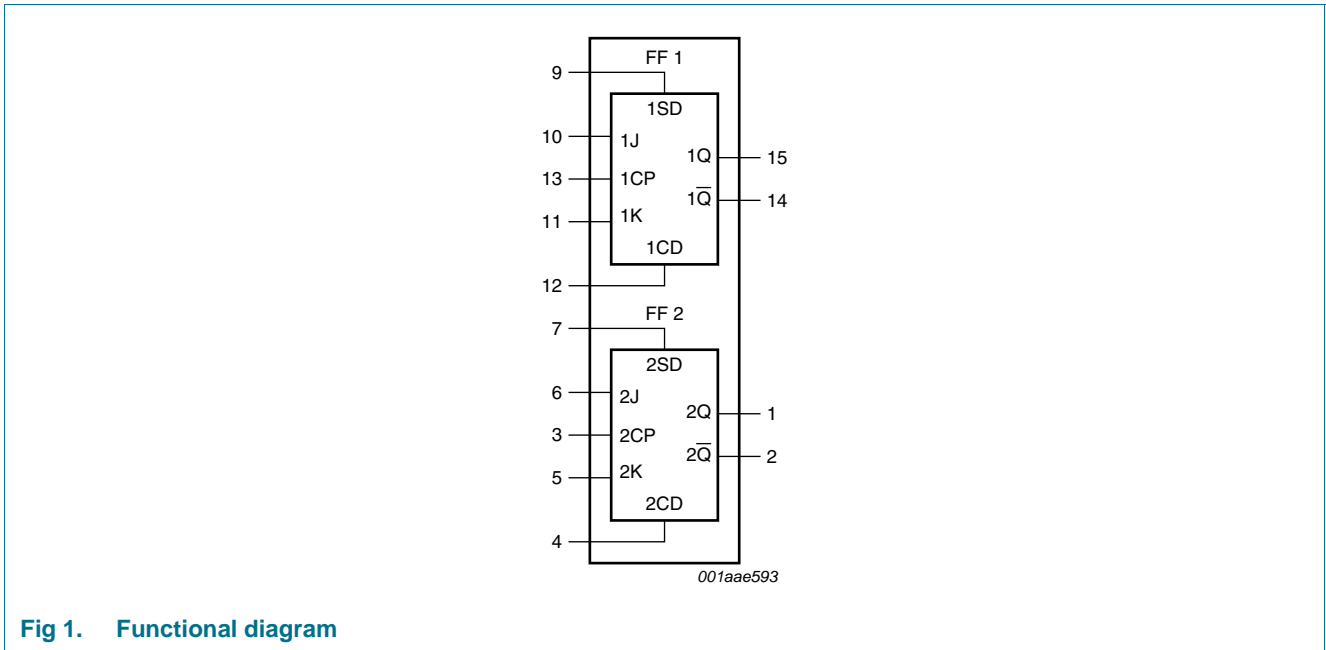 FF 1
9
1SD
10
1J
1Q
15
13
1CP
1Q̅
14
11
1K
1CD
12
FF 2
7
2SD
6
2J
2Q
1
3
2CP
2Q̅
2
5
2K
2CD
4
001aae593
Fig 1. Functional diagram